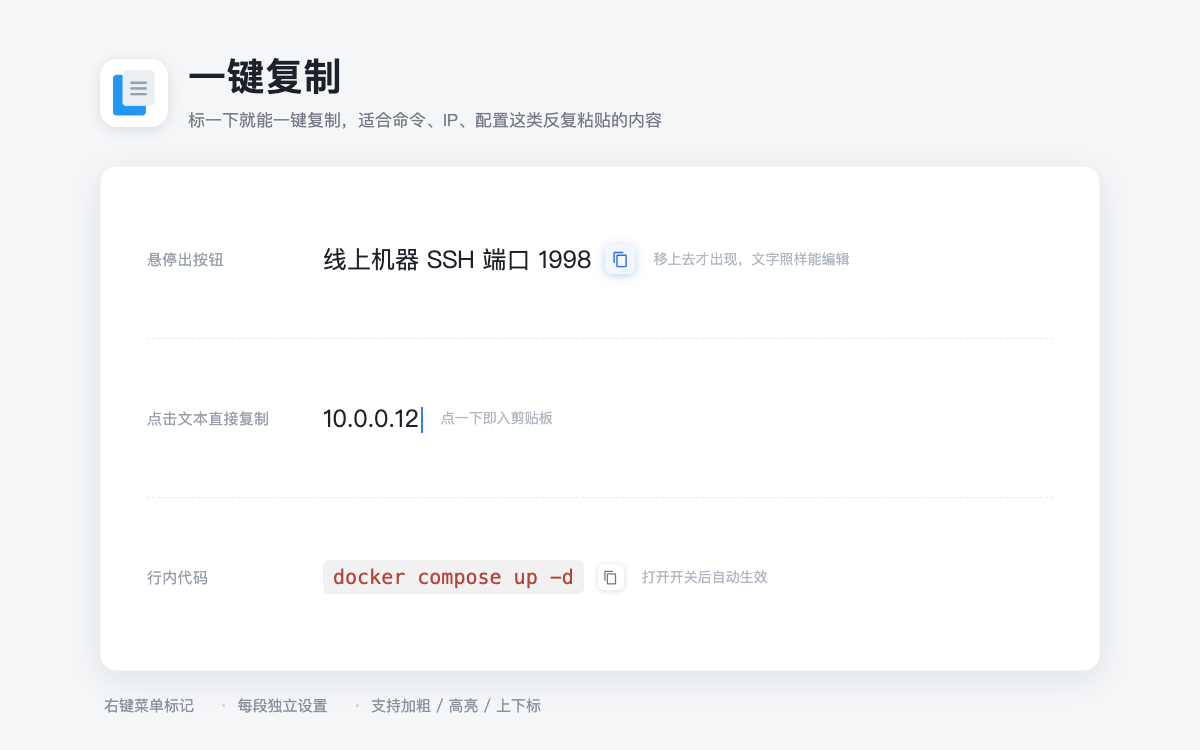 一键复制
标一下就能一键复制，适合命令、IP、配置这类反复粘贴的内容
悬停出按钮 线上机器 SSH 端口 1998 移上去才出现，文字照样能编辑
点击文本直接复制 10.0.0.12 点一下即入剪贴板
行内代码 docker compose up -d 打开开关后自动生效
右键菜单标记 · 每段独立设置 · 支持加粗 / 高亮 / 上下标